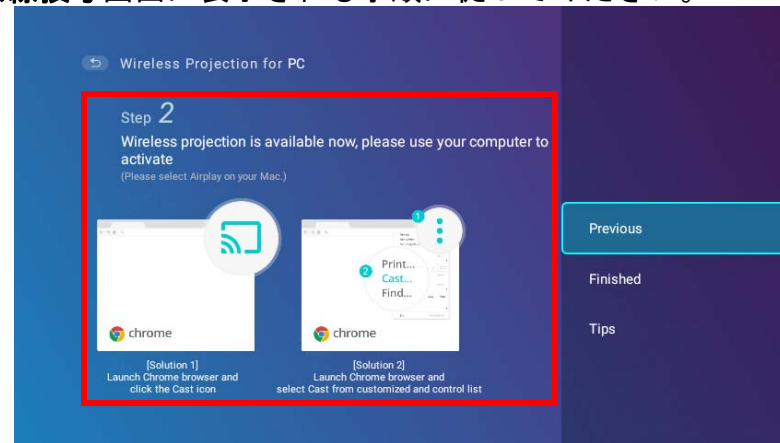 Wireless Projection for PC
Step 2
Wireless projection is available now, please use your computer to
activate
(Please select Airplay on your Mac.)
1
Print...
2
Cast...
Find...
chrome
chrome
[Solution 1]
Launch Chrome browser and
click the Cast icon
[Solution 2]
Launch Chrome browser and
select Cast from customized and control list
Previous
Finished
Tips